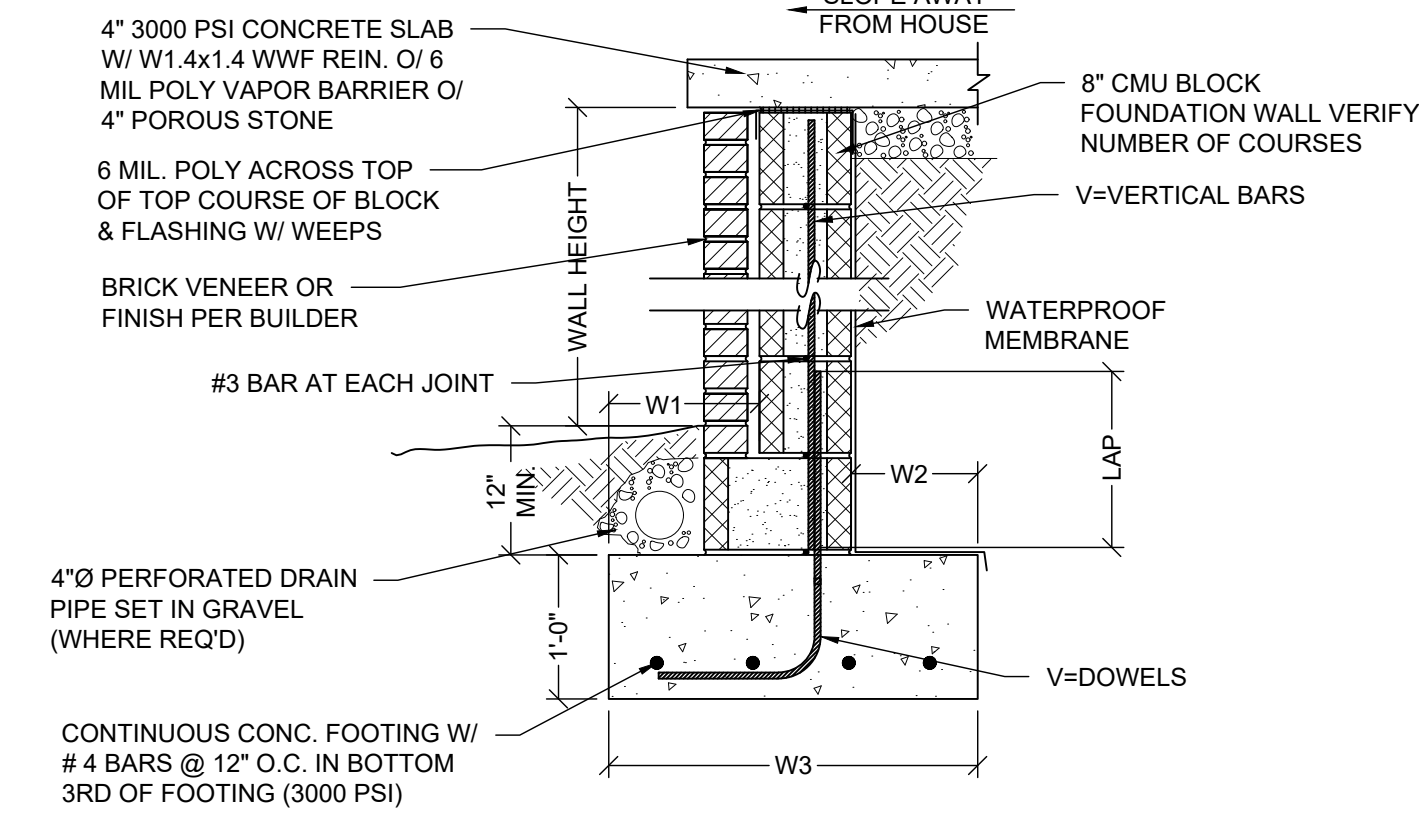 SLOPE AWAY
FROM HOUSE
4" 3000 PSI CONCRETE SLAB
W/ W1.4x1.4 WWF REIN. O/ 6
MIL POLY VAPOR BARRIER O/
4" POROUS STONE
8" CMU BLOCK
FOUNDATION WALL VERIFY
NUMBER OF COURSES
6 MIL. POLY ACROSS TOP
OF TOP COURSE OF BLOCK
& FLASHING W/ WEEPS
V=VERTICAL BARS
WALL HEIGHT
BRICK VENEER OR
FINISH PER BUILDER
WATERPROOF
MEMBRANE
#3 BAR AT EACH JOINT
W1
LAP
W2
12"
MIN.
4"Ø PERFORATED DRAIN
PIPE SET IN GRAVEL
(WHERE REQ'D)
1'-0"
V=DOWELS
CONTINUOUS CONC. FOOTING W/
# 4 BARS @ 12" O.C. IN BOTTOM
3RD OF FOOTING (3000 PSI)
W3